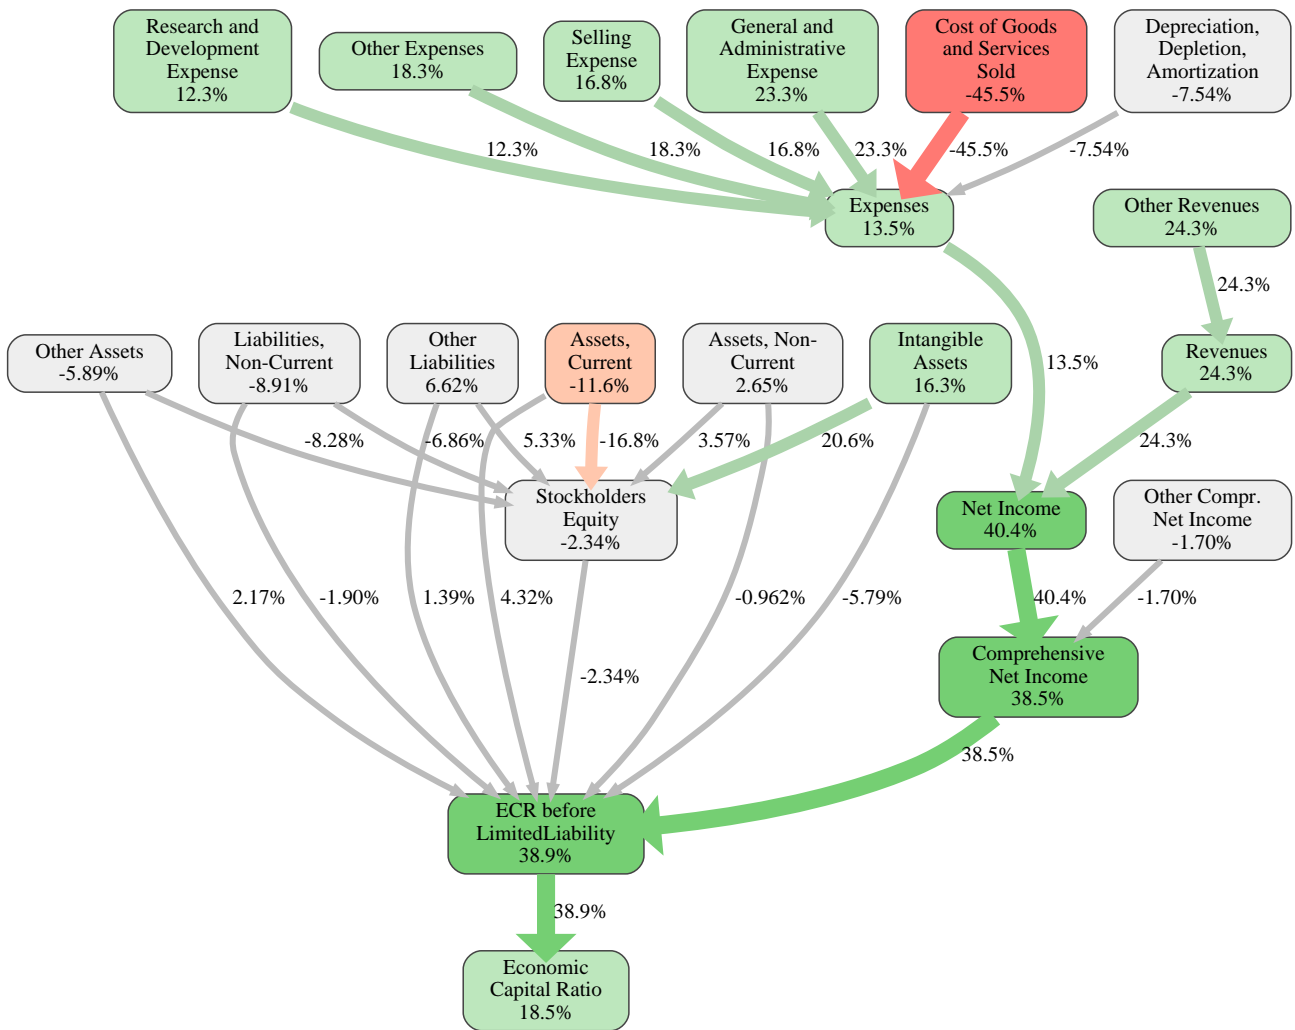 Research and
Development
Expense
12.3%
Other Expenses
18.3%
Selling
Expense
16.8%
General and
Administrative
Expense
23.3%
Cost of Goods
and Services
Sold
-45.5%
Depreciation,
Depletion,
Amortization
-7.54%
12.3%
18.3%
16.8%
23.3%
-45.5%
-7.54%
Expenses
13.5%
Other Revenues
24.3%
24.3%
Other Assets
-5.89%
Liabilities,
Non-Current
-8.91%
Other
Liabilities
6.62%
Assets,
Current
-11.6%
Assets, Non-
Current
2.65%
Intangible
Assets
16.3%
13.5%
Revenues
24.3%
-8.28%
-6.86%
5.33%
-16.8%
3.57%
20.6%
24.3%
Stockholders
Equity
-2.34%
Net Income
40.4%
Other Compr.
Net Income
-1.70%
2.17%
-1.90%
1.39%
4.32%
-0.962%
-5.79%
40.4%
-1.70%
-2.34%
Comprehensive
Net Income
38.5%
38.5%
ECR before
LimitedLiability
38.9%
38.9%
Economic
Capital Ratio
18.5%